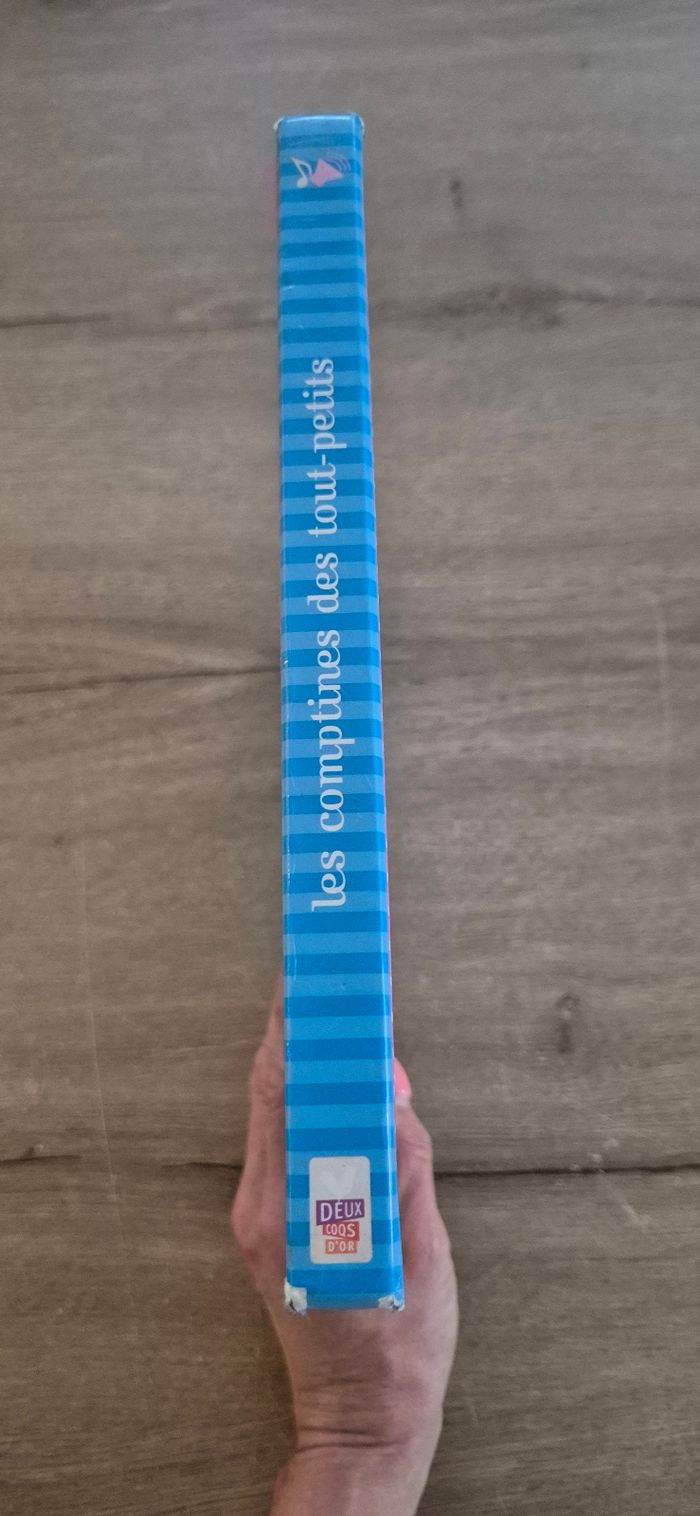 les comptines des tout-petits
DEUX
COQS
D'OR